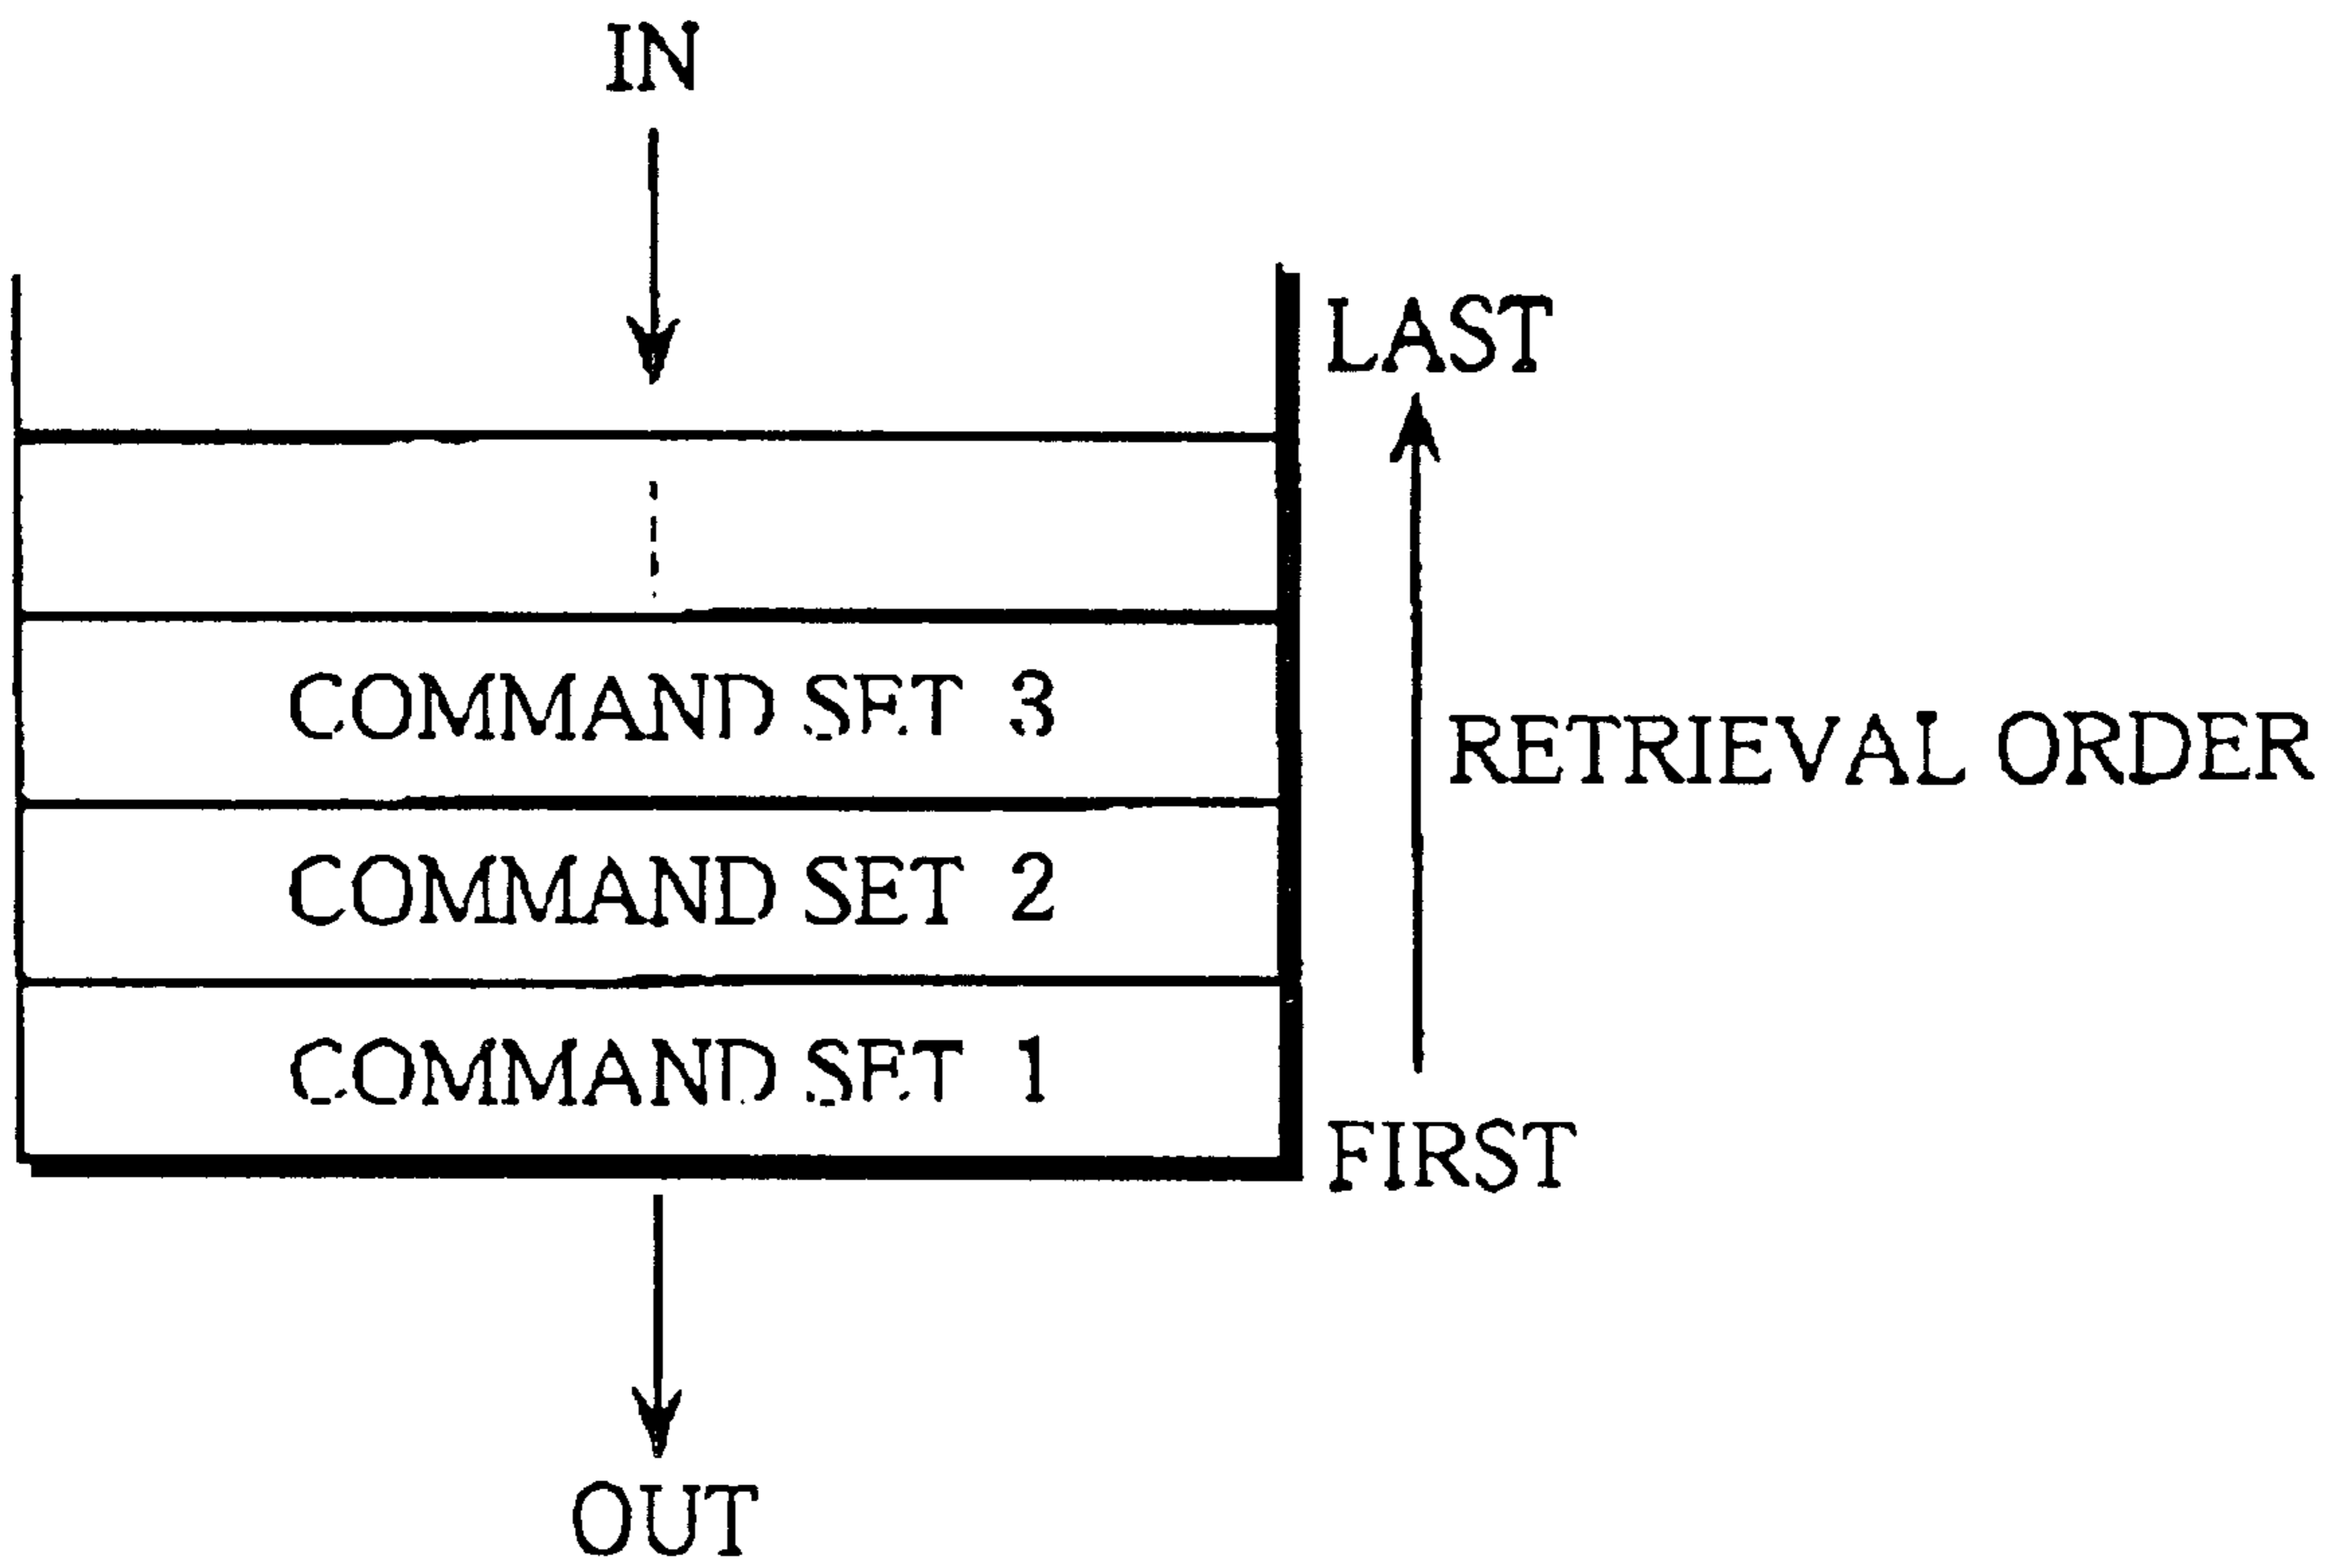 IN
LAST
COMMAND SET 3
RETRIEVAL ORDER
COMMAND SET 2
COMMAND SET 1
FIRST
OUT